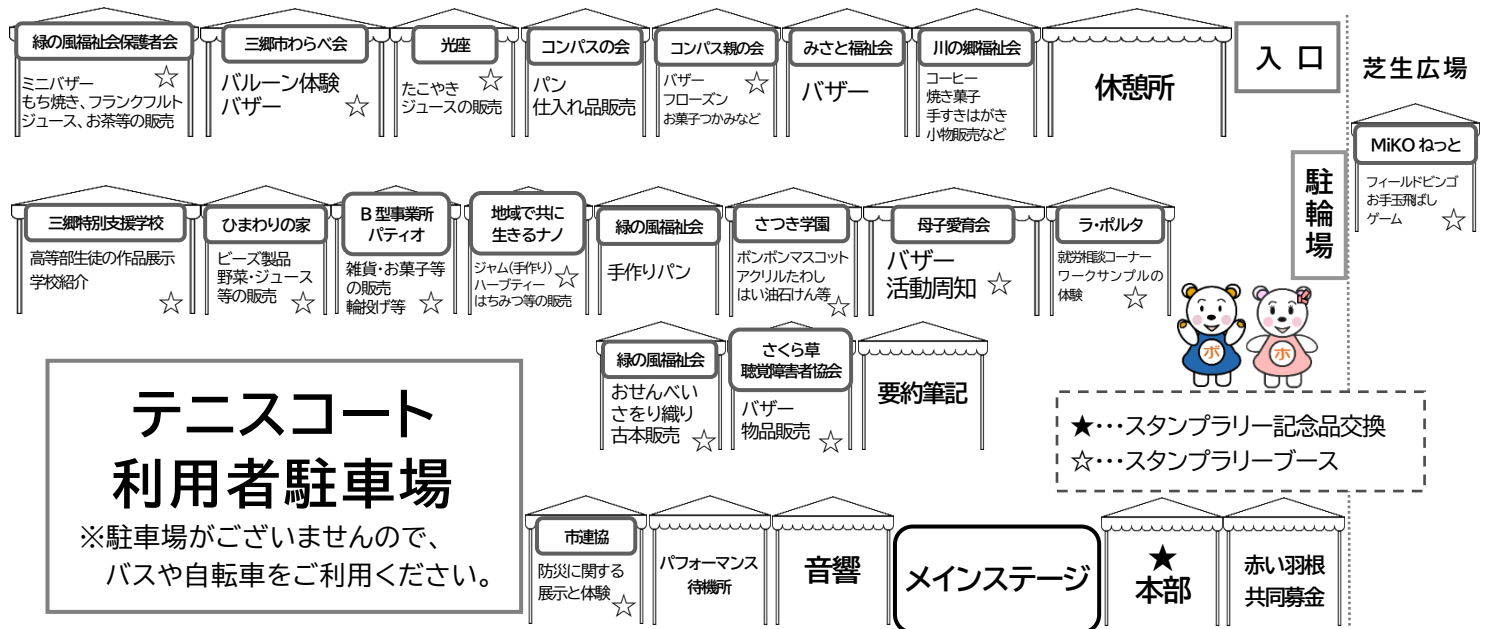 緑の風福祉会保護者会
ミニバザー ☆
もち焼き、フランクフルト
ジュース、お茶等の販売
三郷市わらべ会
バルーン体験
バザー ☆
光座
たこやき ☆
ジュースの販売
コンパスの会
パン
仕入れ品販売
コンパス親の会
バザー
フローズン ☆
お菓子つかみなど
みさと福祉会
バザー
川の郷福祉会
コーヒー
焼き菓子
手すきはがき
小物販売など
休憩所
入 口
芝生広場
MiKO ねっと
フィールドビンゴ
お手玉飛ばし
ゲーム ☆
駐輪場
三郷特別支援学校
高等部生徒の作品展示
学校紹介
☆
ひまわりの家
ビーズ製品
野菜・ジュース
等の販売 ☆
B 型事業所
パティオ
雑貨・お菓子等
の販売
輪投げ等 ☆
地域で共に
生きるナノ
ジャム(手作り) ☆
ハーブティー
はちみつ等の販売
緑の風福祉会
手作りパン
さつき学園
ボンボンマスコット
アクリルたわし
はい油石けん等 ☆
母子愛育会
バザー
活動周知 ☆
ラ・ポルタ
就労相談コーナー
ワークサンプルの
体験 ☆
ボ
ホ
緑の風福祉会
おせんべい
さをり織り
古本販売 ☆
さくら草
聴覚障害者協会
バザー
物品販売 ☆
要約筆記
★…スタンプラリー記念品交換
☆…スタンプラリーブース
テニスコート
利用者駐車場
※駐車場がございませんので、
バスや自転車をご利用ください。
市連協
防災に関する
展示と体験 ☆
パフォーマンス
待機所
音響
メインステージ
★
本部
赤い羽根
共同募金